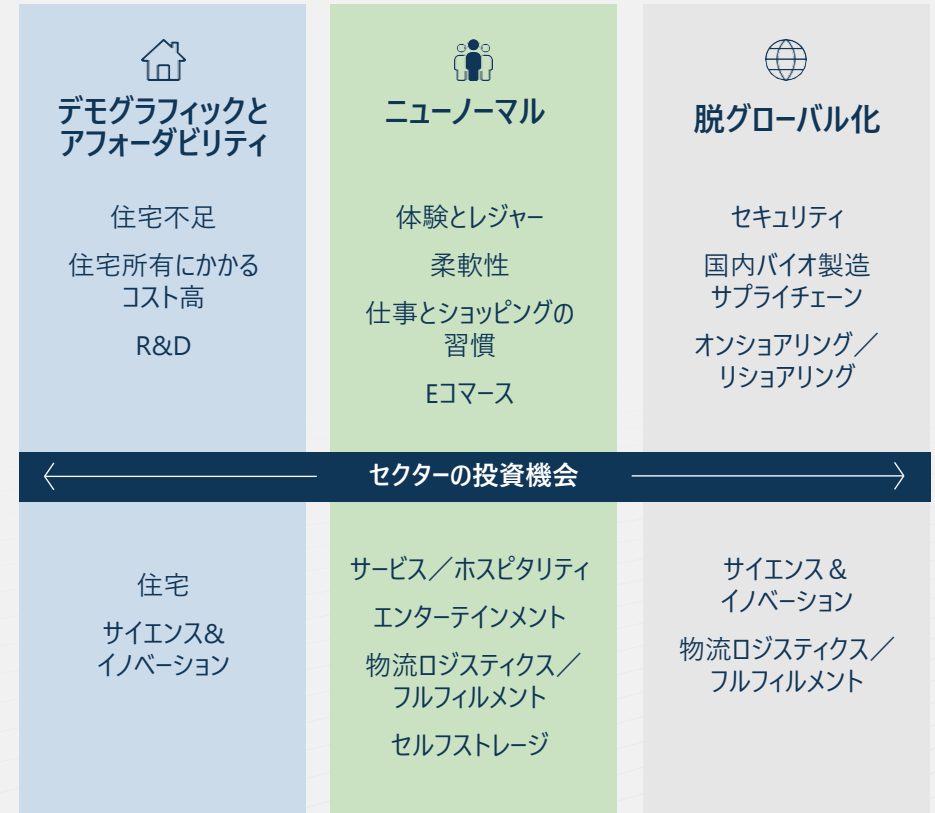 デモグラフィックと
アフォーダビリティ
住宅不足
住宅所有にかかる
コスト高
R&D
ニューノーマル
体験とレジャー
柔軟性
仕事とショッピングの
習慣
Eコマース
脱グローバル化
セキュリティ
国内バイオ製造
サプライチェーン
オンショアリング／
リショアリング
セクターの投資機会
住宅
サイエンス&
イノベーション
サービス／ホスピタリティ
エンターテインメント
物流ロジスティクス／
フルフィルメント
セルフストレージ
サイエンス＆
イノベーション
物流ロジスティクス／
フルフィルメント